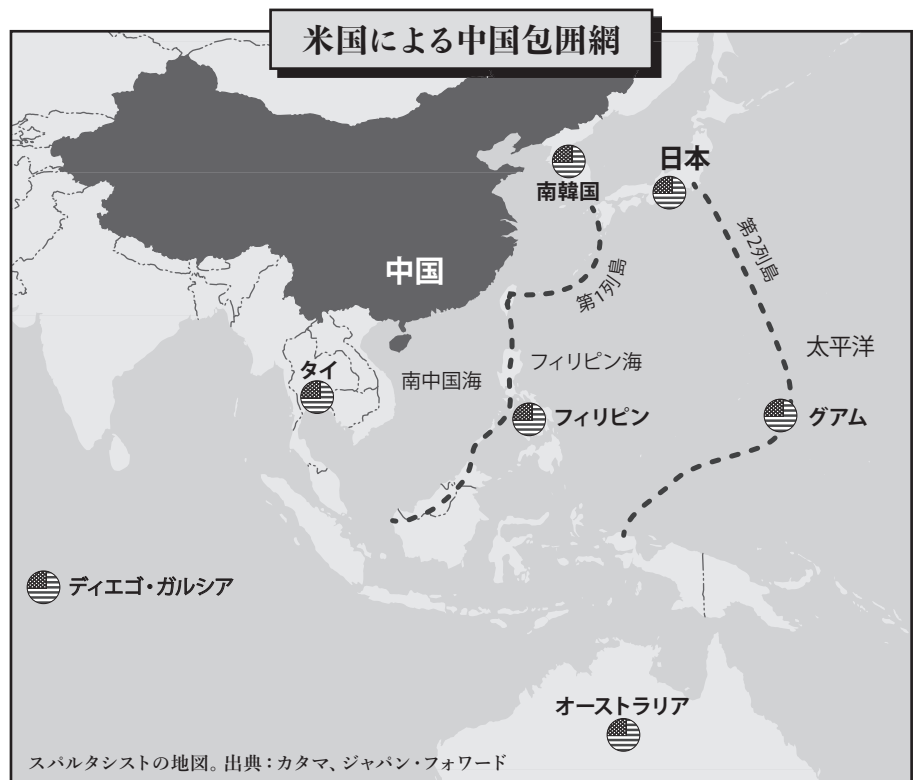 米国による中国包囲網
日本
南韓国
第2列島
中国
第1列島
太平洋
フィリピン海
タイ
南中国海
フィリピン
グアム
ディエゴ・ガルシア
オーストラリア
スパルタシストの地図。出典：カタマ、ジャパン・フォワード